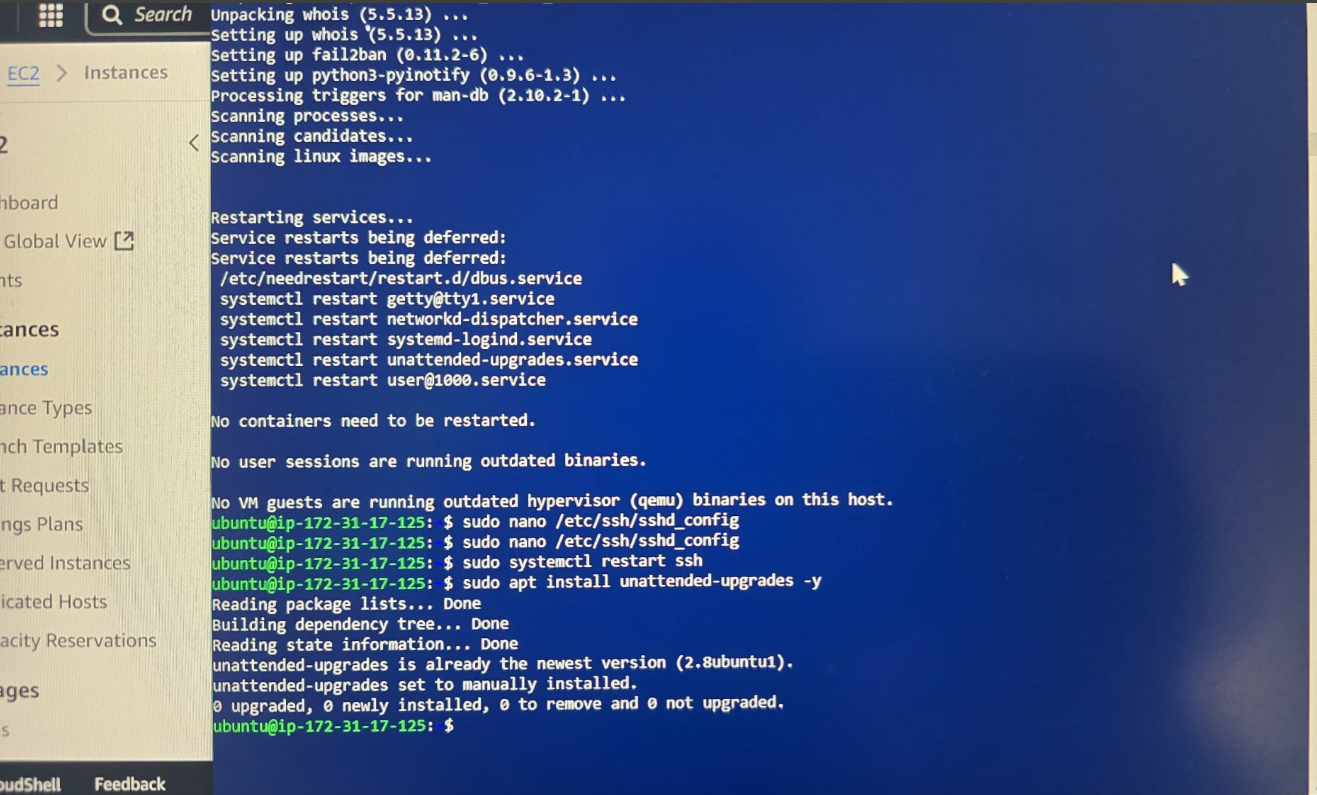 Search
EC2 > Instances
2
hboard
Global View
nts
tances
ances
ance Types
nch Templates
t Requests
ngs Plans
erved Instances
icated Hosts
acity Reservations
ages
s
oudShell Feedback
Unpacking whois (5.5.13) ...
Setting up whois (5.5.13) ...
Setting up fail2ban (0.11.2-6) ...
Setting up python3-pyinotify (0.9.6-1.3) ...
Processing triggers for man-db (2.10.2-1) ...
Scanning processes...
Scanning candidates...
Scanning linux images...
Restarting services...
Service restarts being deferred:
Service restarts being deferred:
/etc/needrestart/restart.d/dbus.service
systemctl restart getty@tty1.service
systemctl restart networkd-dispatcher.service
systemctl restart systemd-logind.service
systemctl restart unattended-upgrades.service
systemctl restart user@1000.service
No containers need to be restarted.
No user sessions are running outdated binaries.
No VM guests are running outdated hypervisor (qemu) binaries on this host.
ubuntu@ip-172-31-17-125: $ sudo nano /etc/ssh/sshd_config
ubuntu@ip-172-31-17-125: $ sudo nano /etc/ssh/sshd_config
ubuntu@ip-172-31-17-125: $ sudo systemctl restart ssh
ubuntu@ip-172-31-17-125: $ sudo apt install unattended-upgrades -y
Reading package lists... Done
Building dependency tree... Done
Reading state information... Done
unattended-upgrades is already the newest version (2.8ubuntu1).
unattended-upgrades set to manually installed.
0 upgraded, 0 newly installed, 0 to remove and 0 not upgraded.
ubuntu@ip-172-31-17-125: $